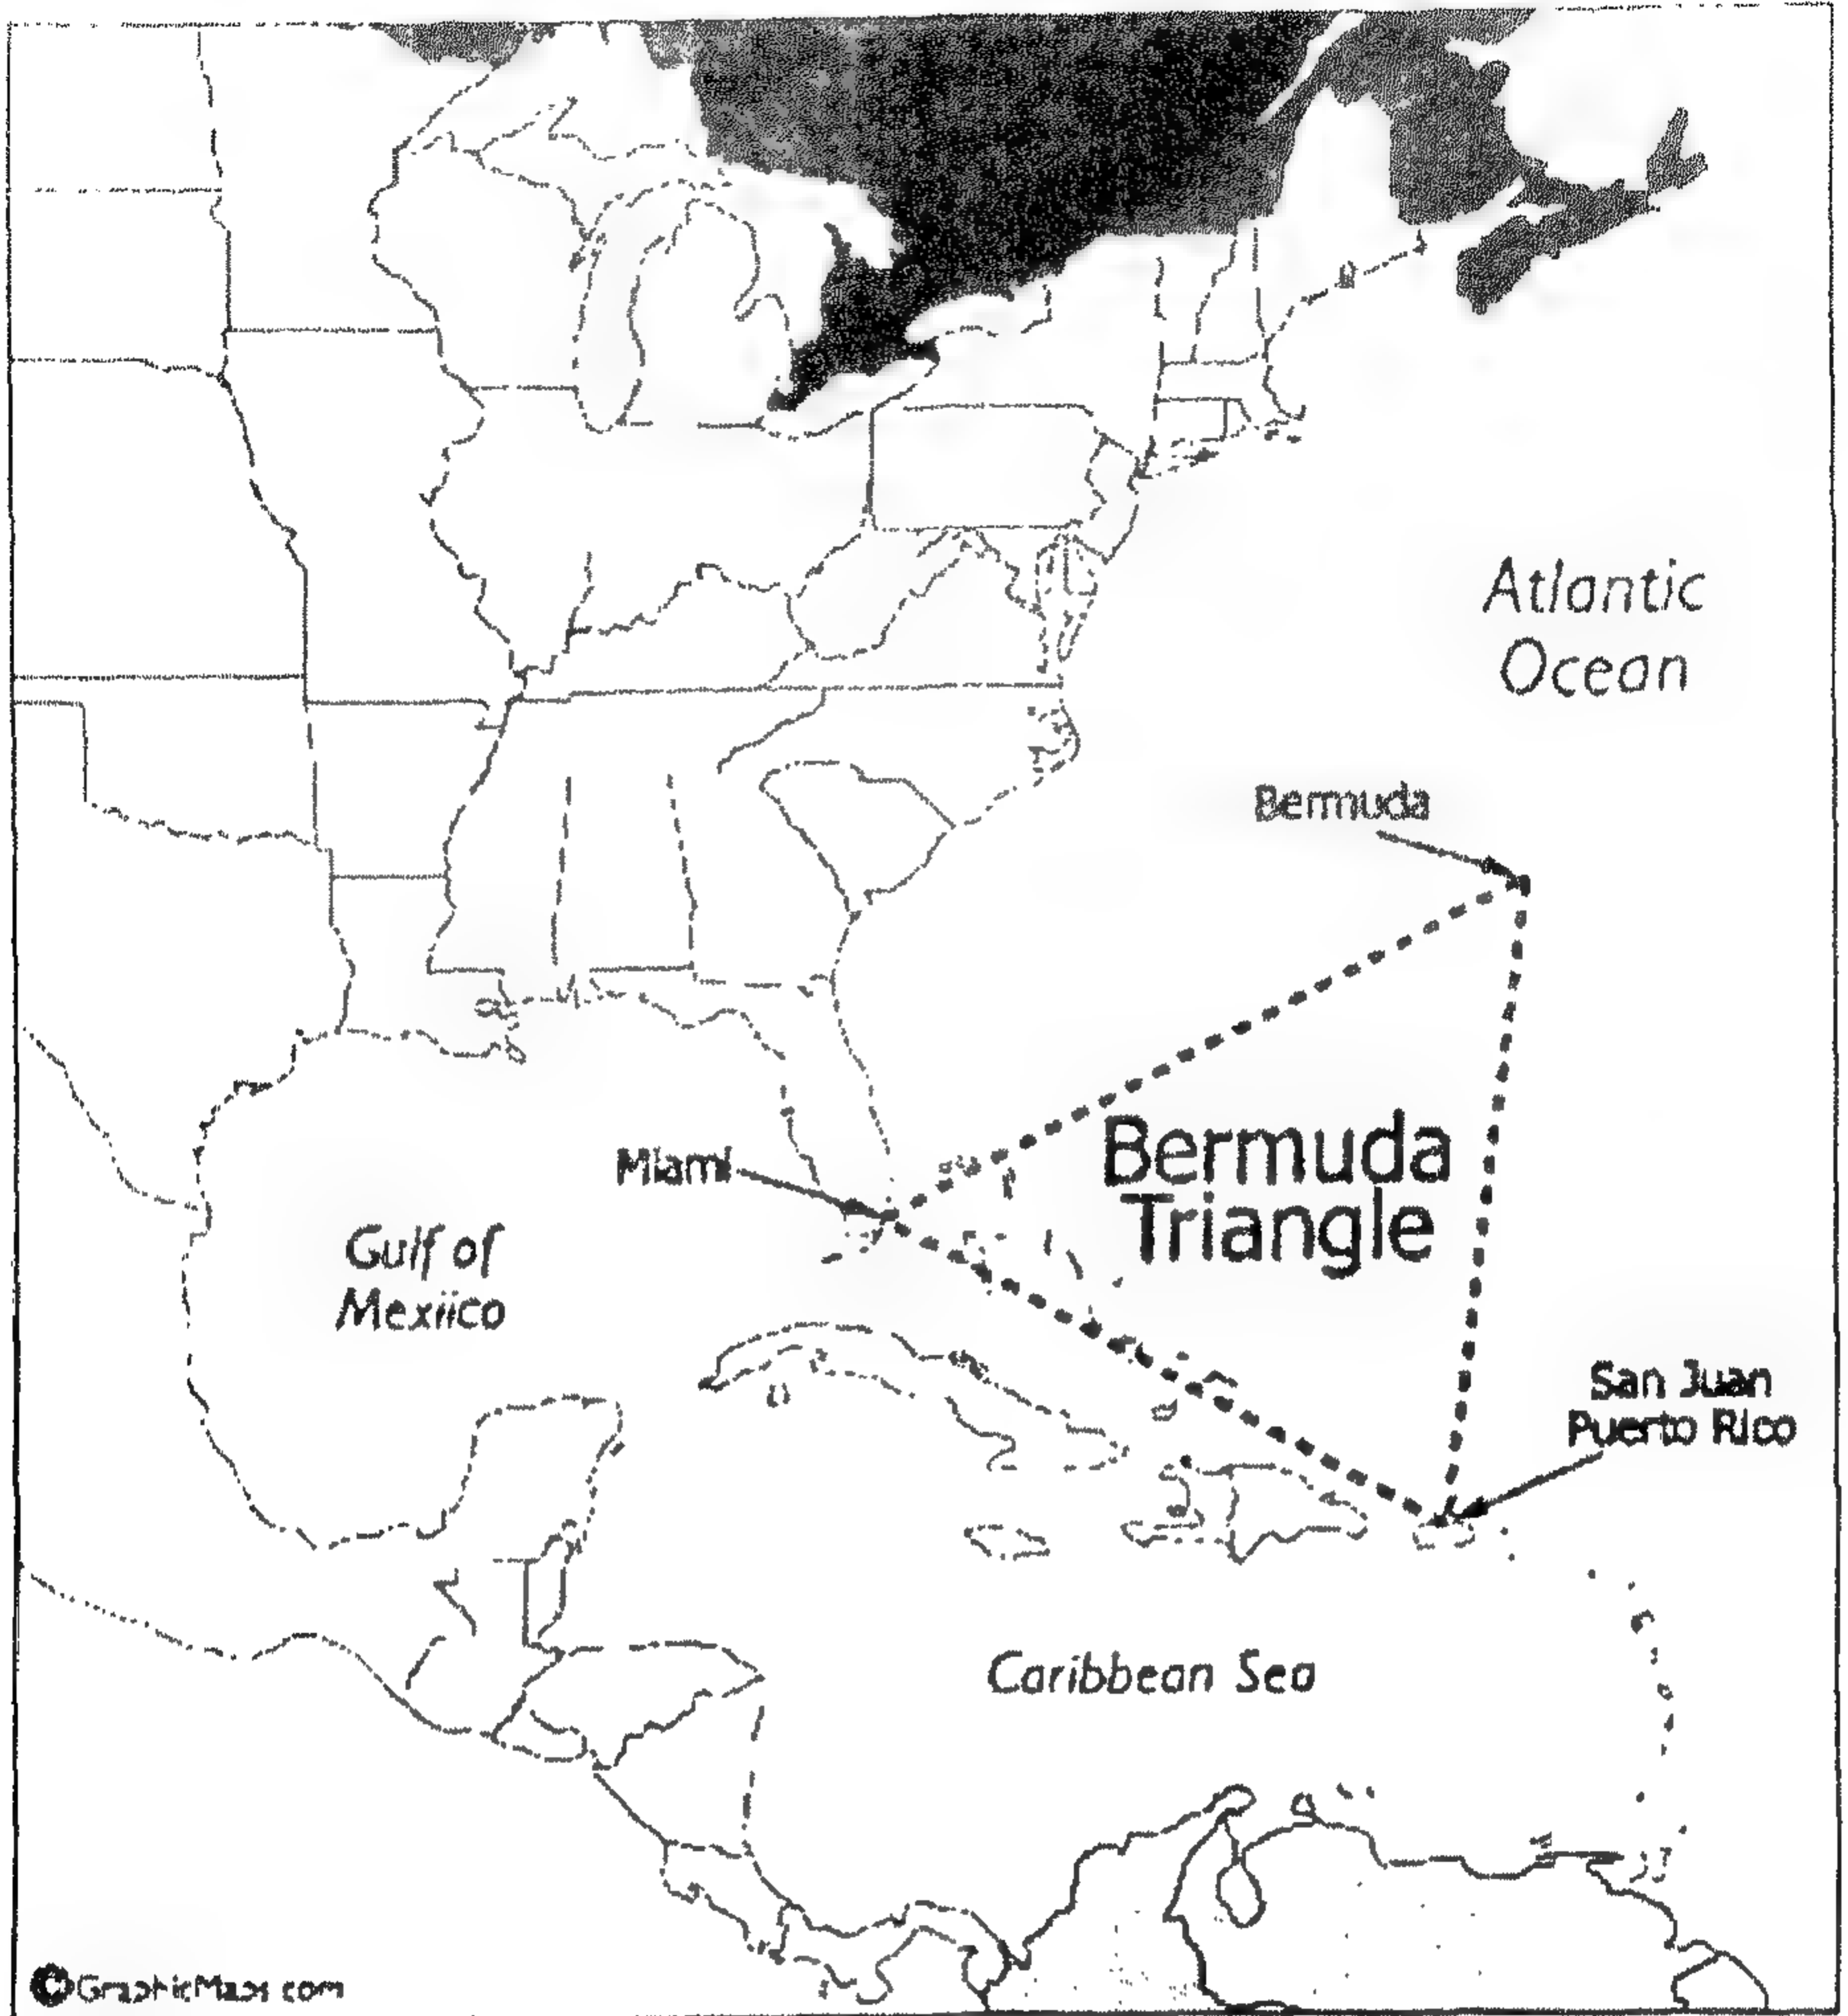 Atlantic
Ocean
Bermuda
Bermuda
Triangle
Miami
Gulf of
Mexiico
San Juan
Puerto Rico
Caribbean Sea
©GraphicMaps.com